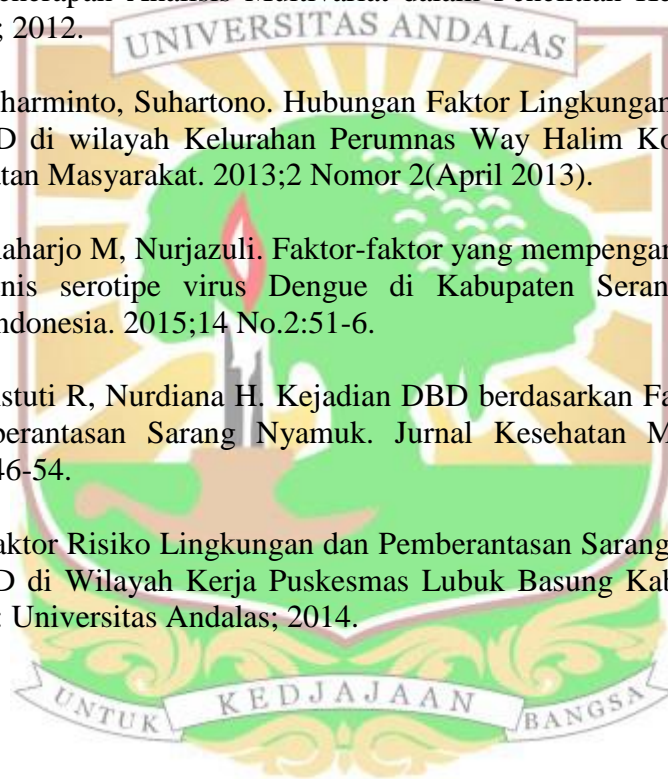 ; 2012.
UNIVERSITAS ANDALAS
harminto, Suhartono. Hubungan Faktor Lingkungan
D di wilayah Kelurahan Perumnas Way Halim Ko
tan Masyarakat. 2013;2 Nomor 2(April 2013).
aharjo M, Nurjazuli. Faktor-faktor yang mempengar
nis serotipe virus Dengue di Kabupaten Seran
ndonesia. 2015;14 No.2:51-6.
stuti R, Nurdiana H. Kejadian DBD berdasarkan Fa
berantasan Sarang Nyamuk. Jurnal Kesehatan M
46-54.
aktor Risiko Lingkungan dan Pemberantasan Sarang
D di Wilayah Kerja Puskesmas Lubuk Basung Kab
: Universitas Andalas; 2014.
UNTUK KEDJAJAAN BANGSA